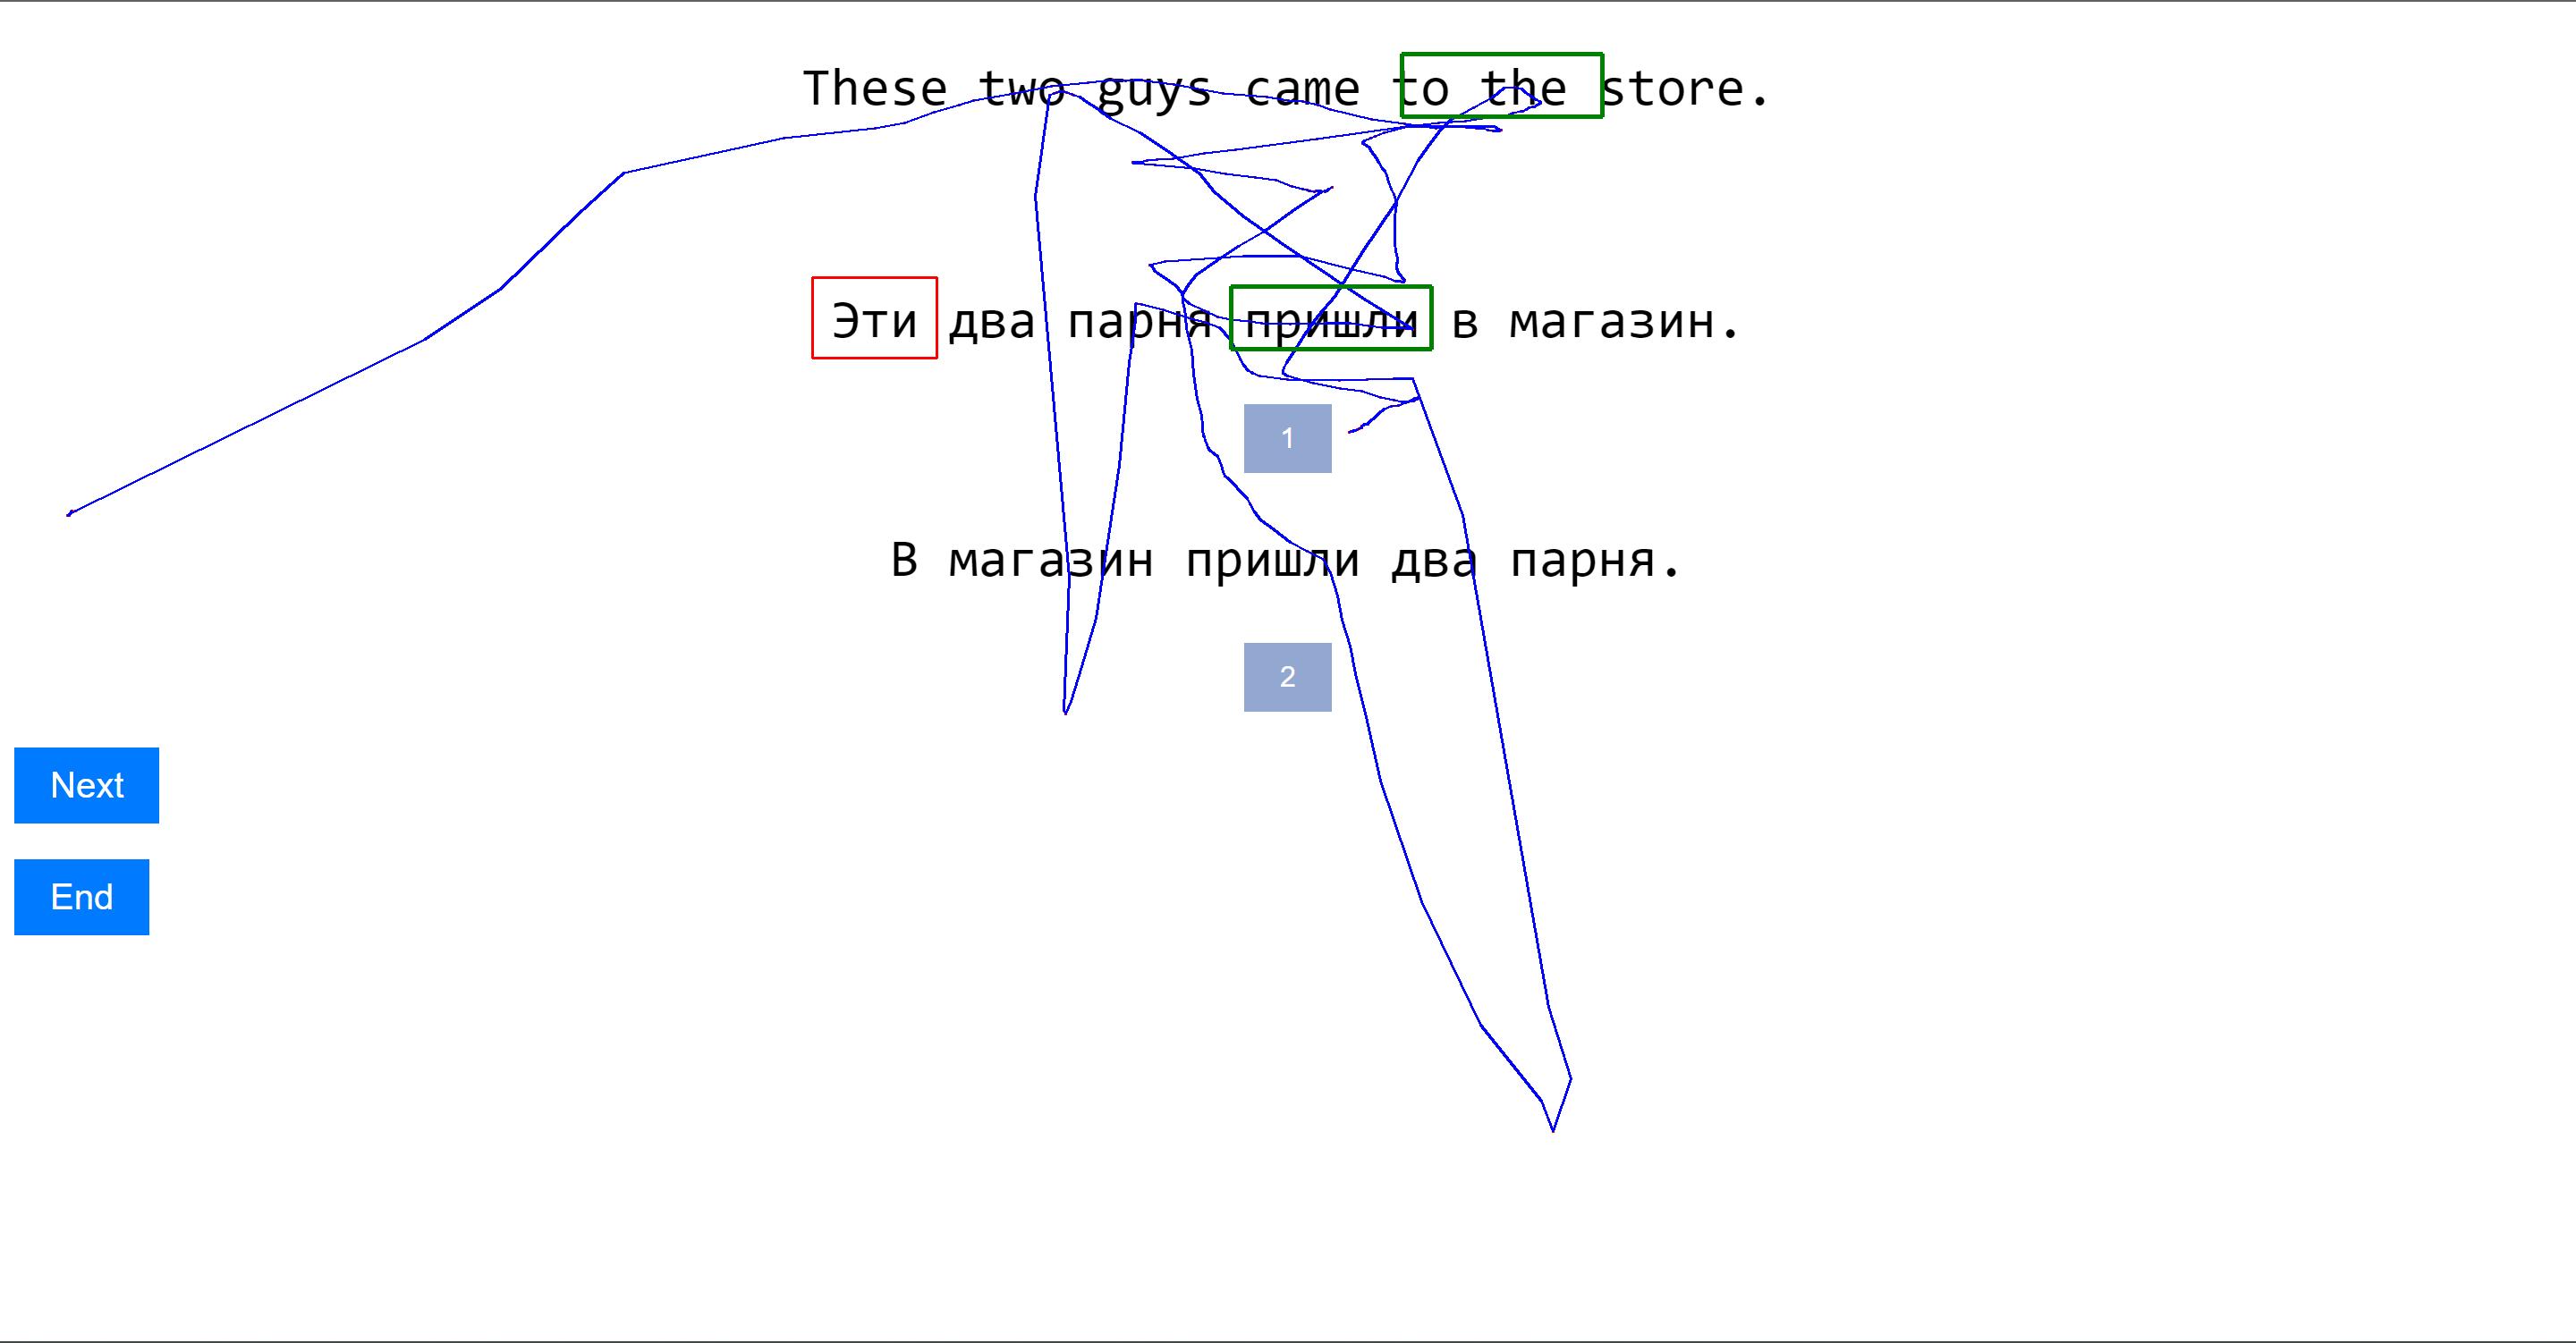 These two guys came to the store.
Эти два парня пришли в магазин.
1
В магазин пришли два парня.
2
Next
End